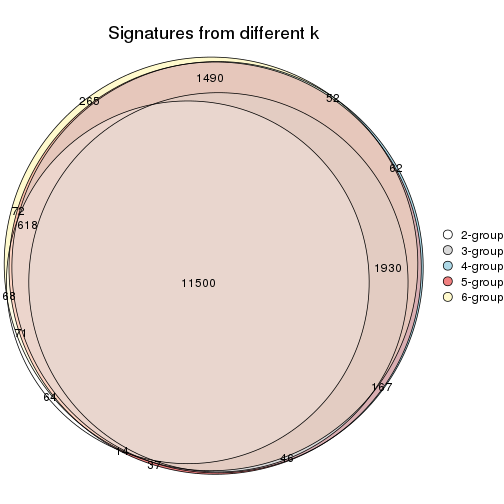 Signatures from different k
1490
265
52
62
72
618
2-group
3-group
1930
4-group
11500
5-group
68
6-group
71
167
64
14
46
37